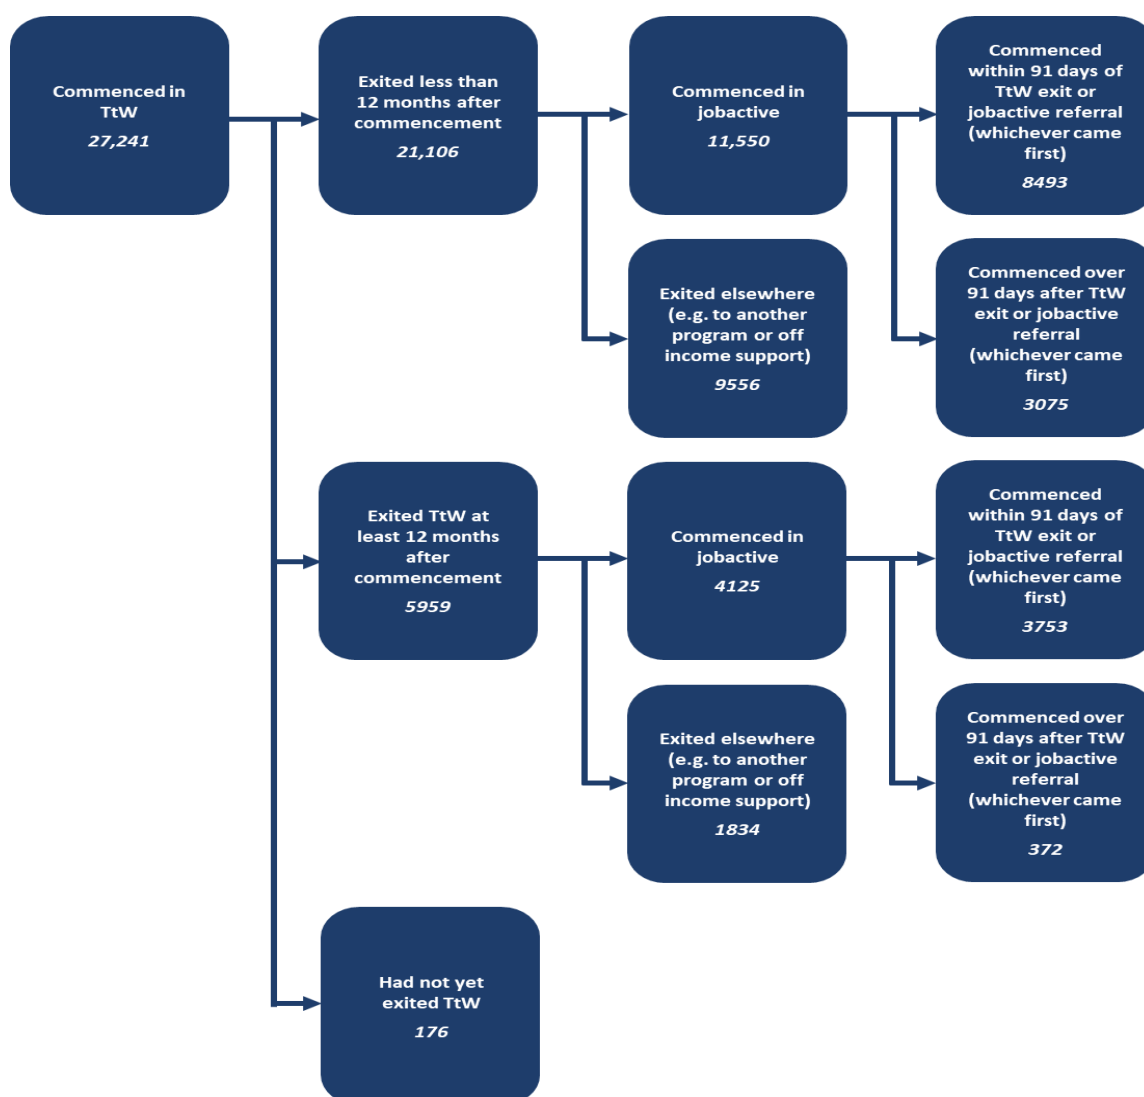 Commenced in
TtW
27,241
Exited less than
12 months after
commencement
21,106
Commenced in
jobactive
11,550
Commenced
within 91 days of
TtW exit or
jobactive referral
(whichever came
first)
8493
Exited elsewhere
(e.g. to another
program or off
income support)
9556
Commenced over
91 days after TtW
exit or jobactive
referral
(whichever came
first)
3075
Exited TtW at
least 12 months
after
commencement
5959
Commenced in
jobactive
4125
Commenced
within 91 days of
TtW exit or
jobactive referral
(whichever came
first)
3753
Exited elsewhere
(e.g. to another
program or off
income support)
1834
Commenced over
91 days after TtW
exit or jobactive
referral
(whichever came
first)
372
Had not yet
exited TtW
176